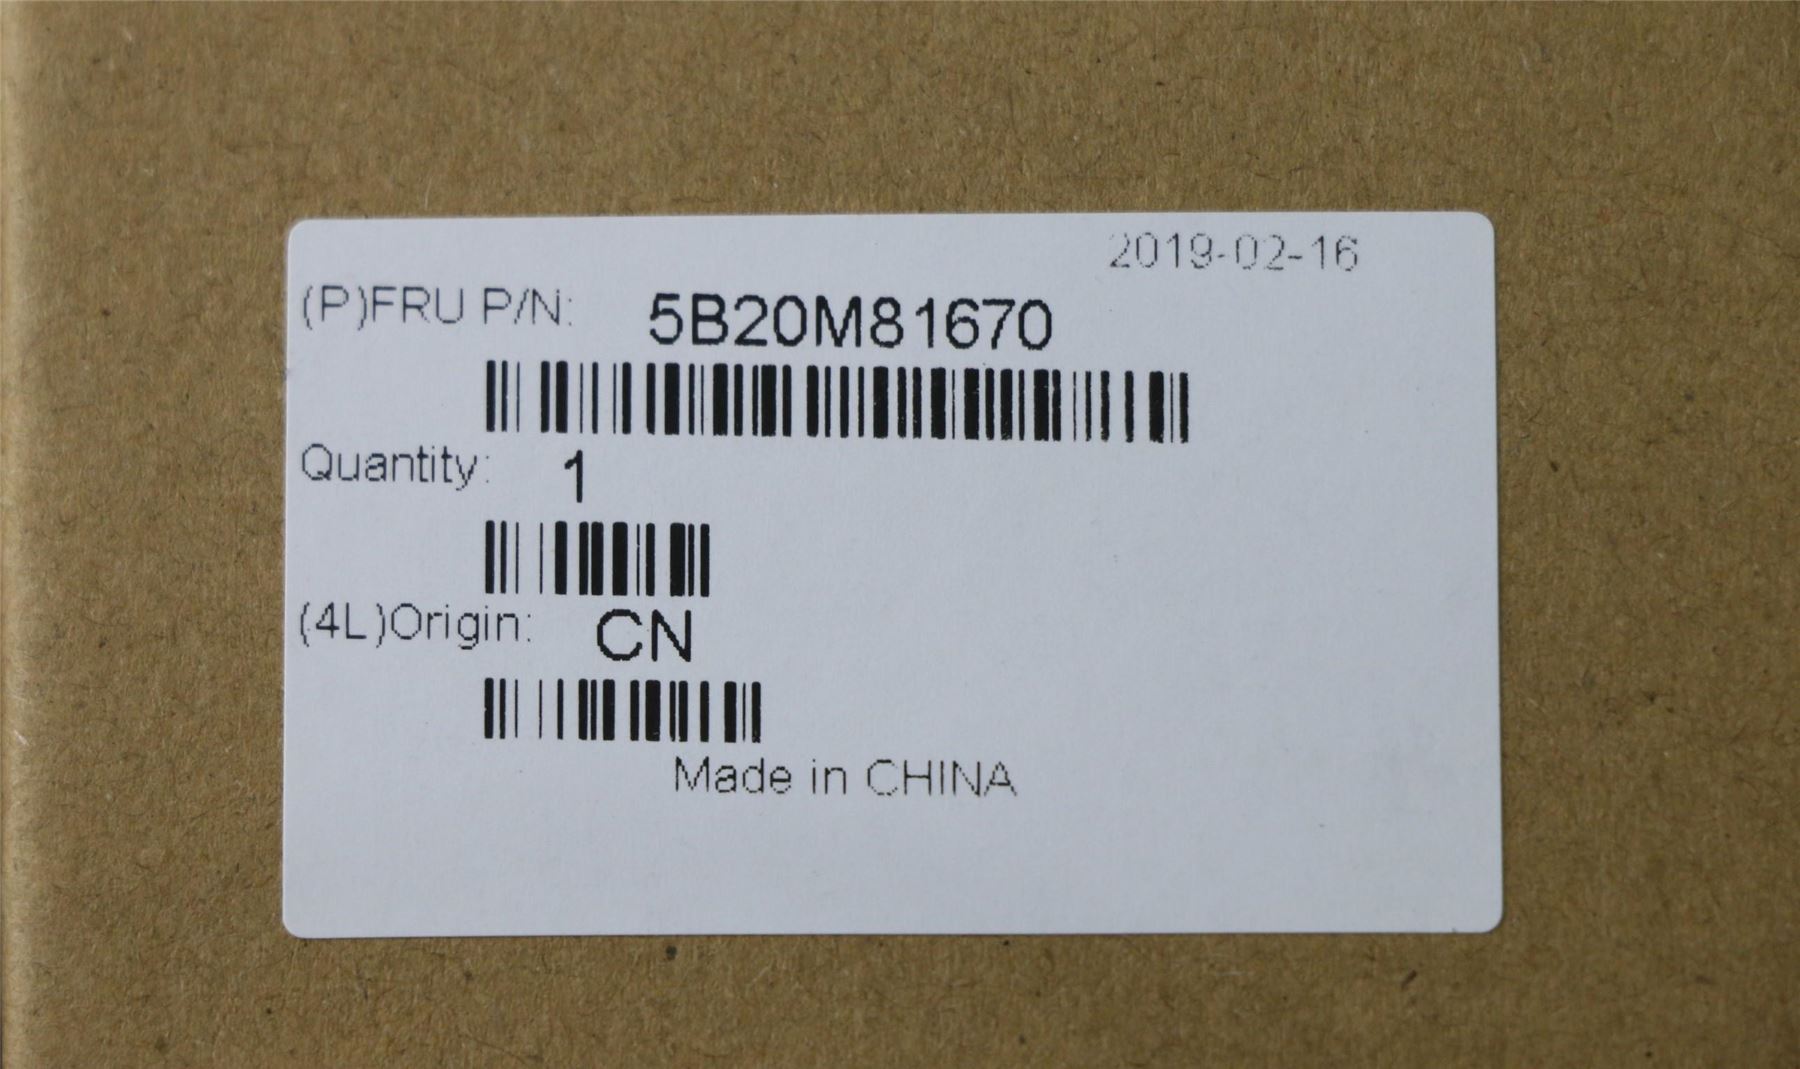 2019-02-16
(P)FRU P/N: 5B20M81670
Quantity: 1
(4L)Origin: CN
Made in CHINA